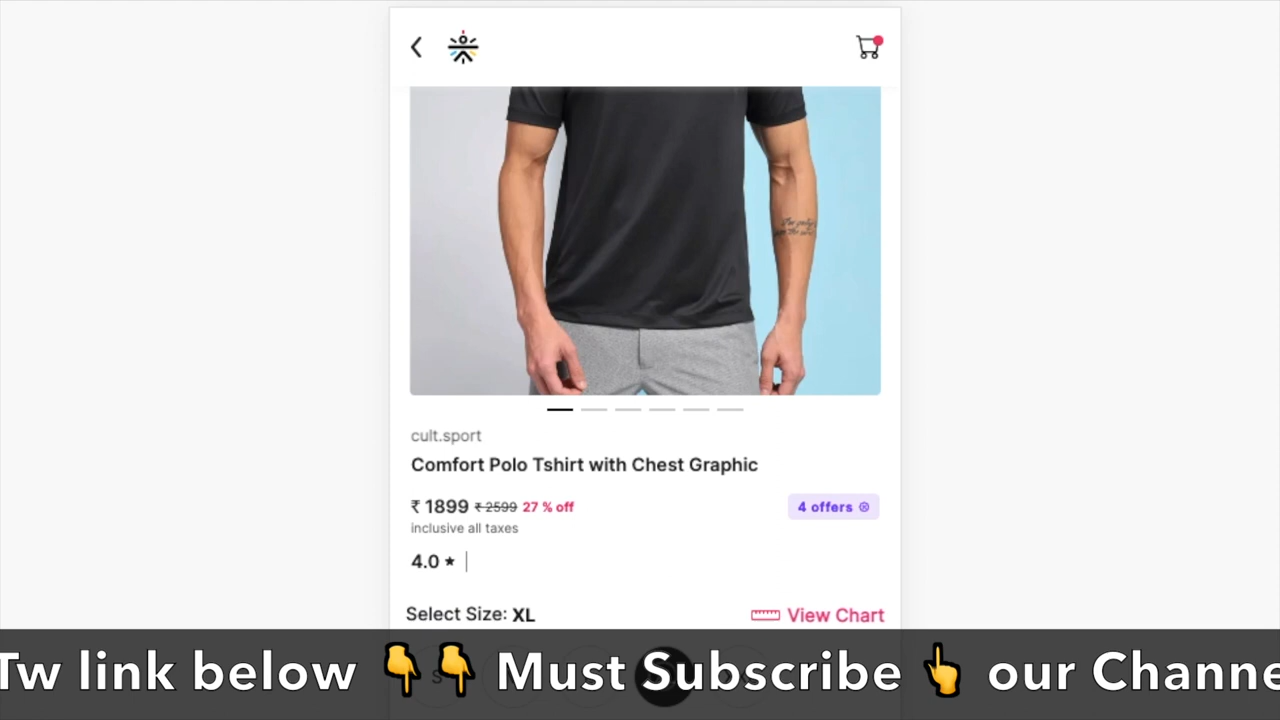 cult.sport
Comfort Polo Tshirt with Chest Graphic
₹ 1899 ₹ 2599 27 % off
4 offers
inclusive all taxes
4.0 ★
Select Size: XL
View Chart
Tw link below 👇👇 Must Subscribe 👆 our Channe